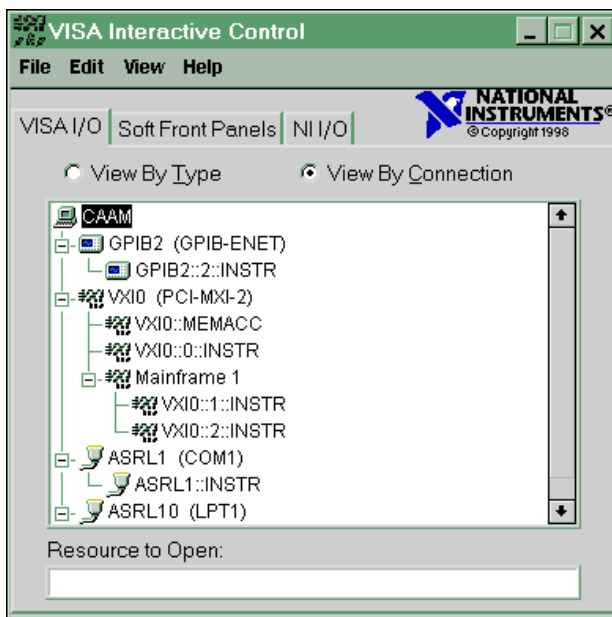 VISA Interactive Control
File Edit View Help
NATIONAL
INSTRUMENTS®
© Copyright 1998
VISA I/O Soft Front Panels NI I/O
View By Type View By Connection
CAAM
GPIB2 (GPIB-ENET)
GPIB2::2::INSTR
VXI0 (PCI-MXI-2)
VXI0::MEMACC
VXI0::0::INSTR
Mainframe 1
VXI0::1::INSTR
VXI0::2::INSTR
ASRL1 (COM1)
ASRL1::INSTR
ASRL10 (LPT1)
Resource to Open: